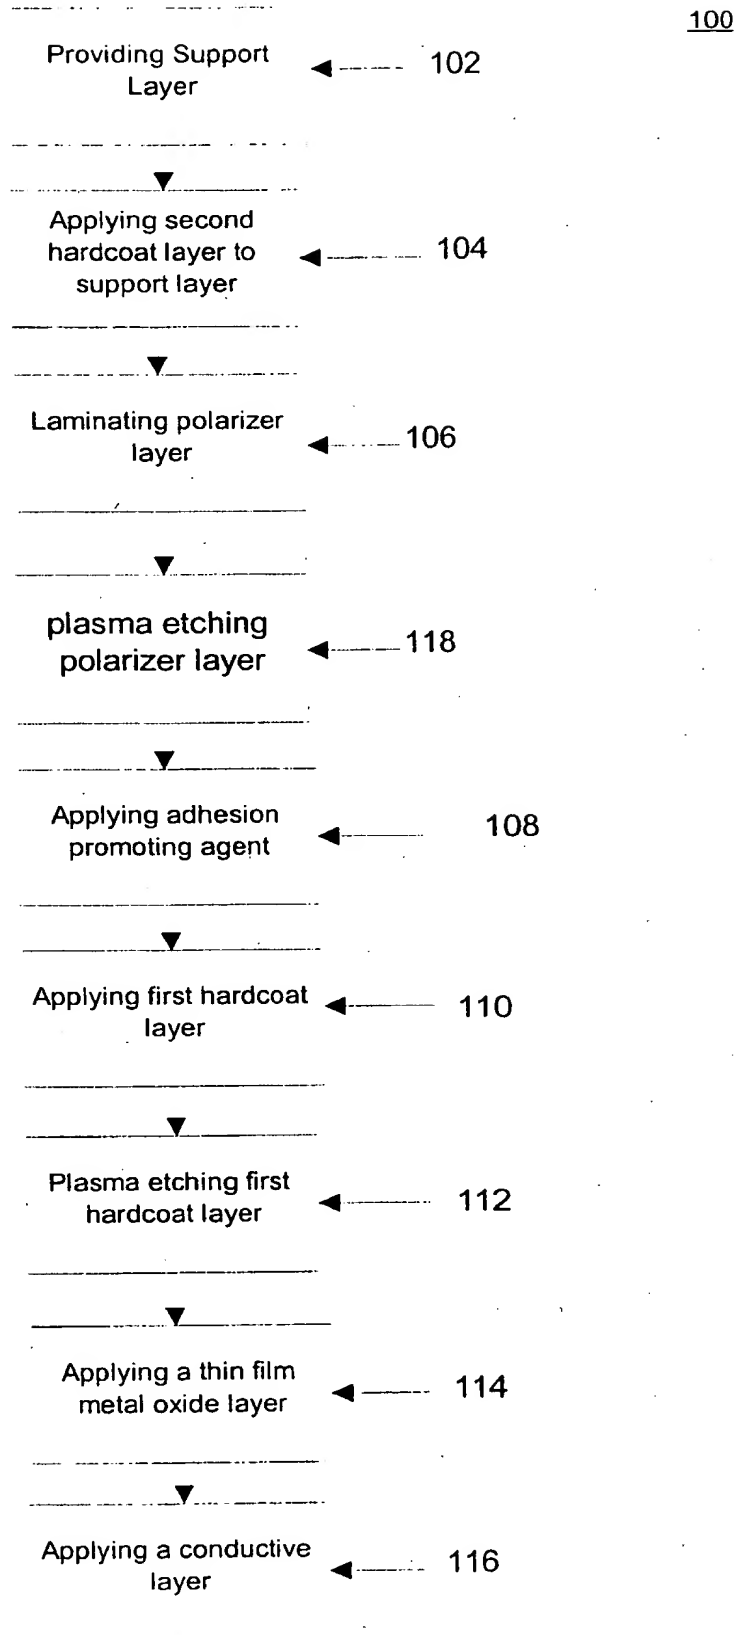 100
Providing Support
Layer
102
Applying second
hardcoat layer to
support layer
104
Laminating polarizer
layer
106
plasma etching
polarizer layer
118
Applying adhesion
promoting agent
108
Applying first hardcoat
layer
110
Plasma etching first
hardcoat layer
112
Applying a thin film
metal oxide layer
114
Applying a conductive
layer
116